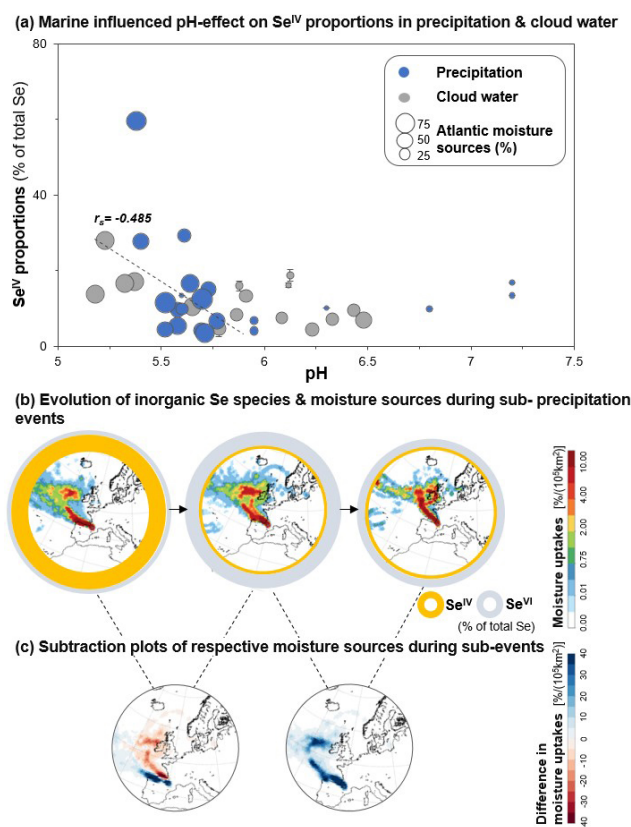 (a) Marine influenced pH-effect on Se^IV proportions in precipitation & cloud water
80
40
0
Se^IV proportions (% of total Se)
Precipitation
Cloud water
75
50
25
Atlantic moisture
sources (%)
r_s= -0.485
5
5.5
6
6.5
7
7.5
pH
(b) Evolution of inorganic Se species & moisture sources during sub- precipitation
events
Se^IV
Se^VI
(% of total Se)
Moisture uptakes [%/(10^5km^2)]
10.00
4.00
2.00
0.75
0.10
0.01
0.00
(c) Subtraction plots of respective moisture sources during sub-events
Difference in
moisture uptakes [%/(10^5km^2)]
40
30
20
10
0
-10
-20
-30
40